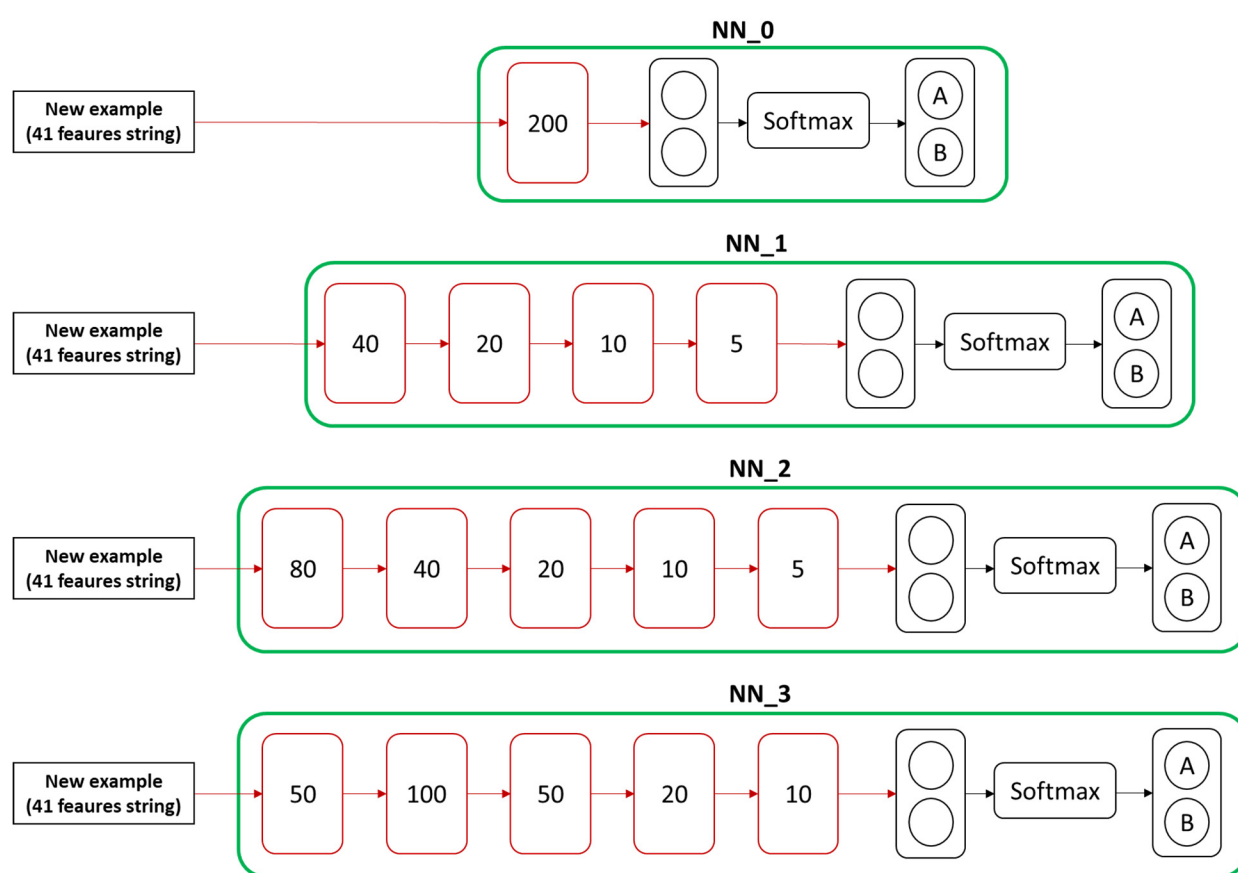 NN_0
New example
(41 feaures string)
200
Softmax
A
B
NN_1
New example
(41 feaures string)
40
20
10
5
Softmax
A
B
NN_2
New example
(41 feaures string)
80
40
20
10
5
Softmax
A
B
NN_3
New example
(41 feaures string)
50
100
50
20
10
Softmax
A
B